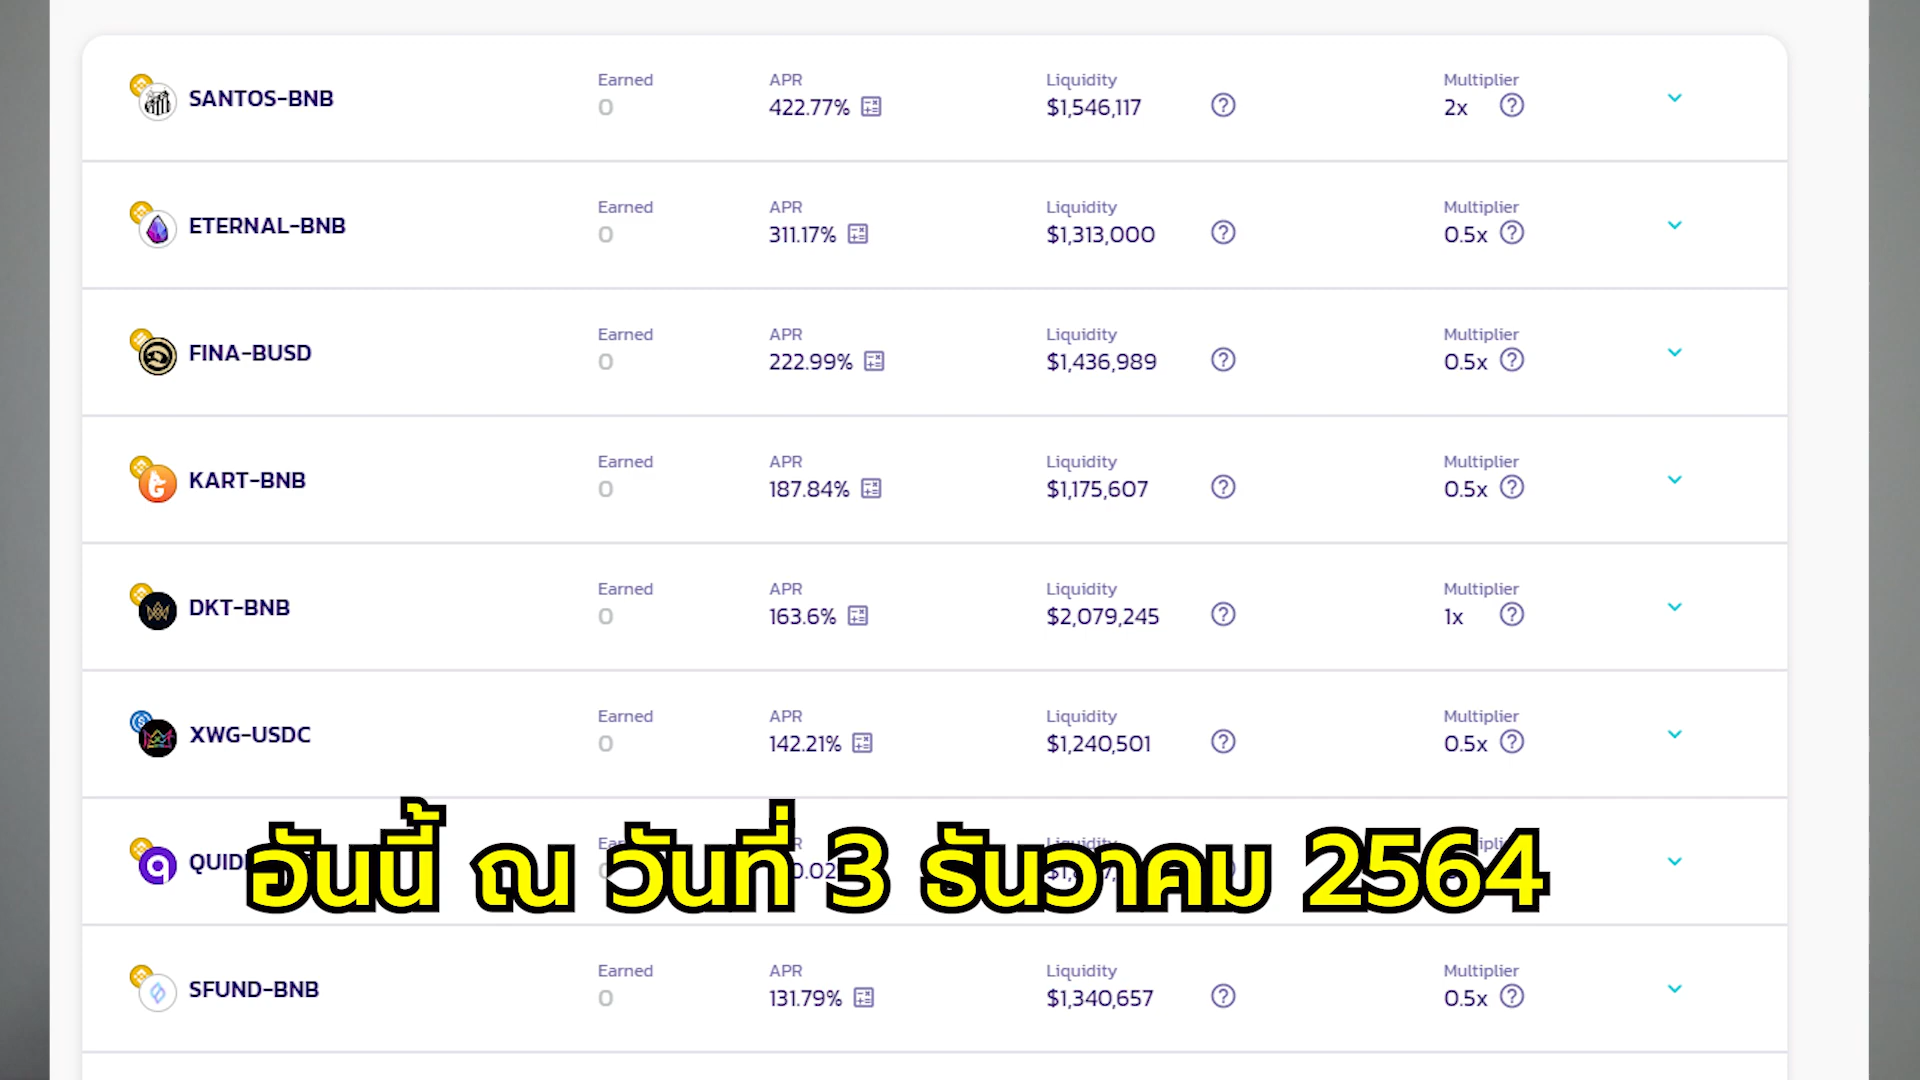 SANTOS-BNB
Earned
0
APR
422.77%
Liquidity
$1,546,117
Multiplier
2x
ETERNAL-BNB
Earned
0
APR
311.17%
Liquidity
$1,313,000
Multiplier
0.5x
FINA-BUSD
Earned
0
APR
222.99%
Liquidity
$1,436,989
Multiplier
0.5x
KART-BNB
Earned
0
APR
187.84%
Liquidity
$1,175,607
Multiplier
0.5x
DKT-BNB
Earned
0
APR
163.6%
Liquidity
$2,079,245
Multiplier
1x
XWG-USDC
Earned
0
APR
142.21%
Liquidity
$1,240,501
Multiplier
0.5x
อันนี้ ณ วันที่ 3 ธันวาคม 2564
SFUND-BNB
Earned
0
APR
131.79%
Liquidity
$1,340,657
Multiplier
0.5x